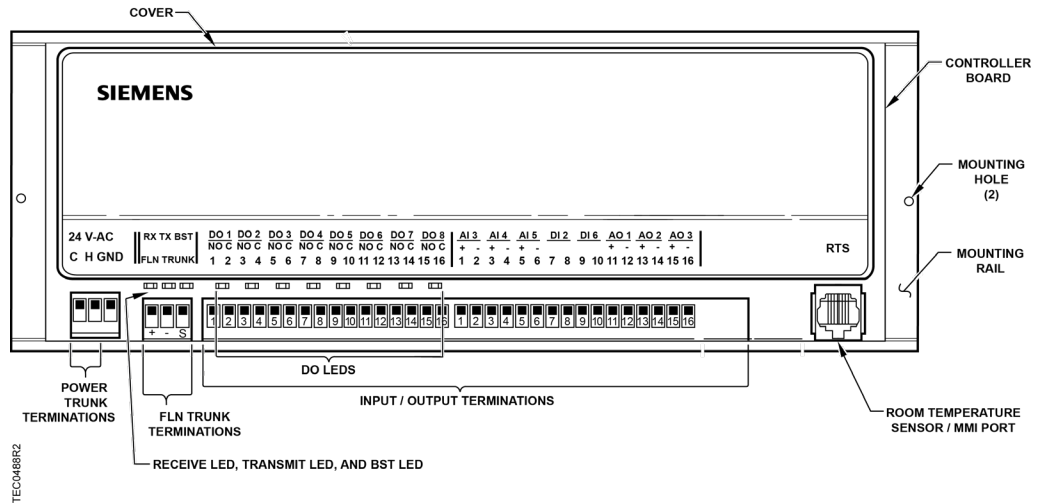 COVER
CONTROLLER
BOARD
SIEMENS
MOUNTING
HOLE
(2)
24 V-AC
C H GND
RX TX BST
FLN TRUNK
DO 1 DO 2 DO 3 DO 4 DO 5 DO 6 DO 7 DO 8
NO C NO C NO C NO C NO C NO C NO C NO C
1 2 3 4 5 6 7 8 9 10 11 12 13 14 15 16
AI 3 AI 4 AI 5 DI 2 DI 6 AO 1 AO 2 AO 3
+ - + - + - + - + - + -
1 2 3 4 5 6 7 8 9 10 11 12 13 14 15 16
RTS
MOUNTING
RAIL
+ - S
1 2 3 4 5 6 7 8 9 10 11 12 13 14 15 16
1 2 3 4 5 6 7 8 9 10 11 12 13 14 15 16
DO LEDS
POWER
TRUNK
TERMINATIONS
FLN TRUNK
TERMINATIONS
INPUT / OUTPUT TERMINATIONS
ROOM TEMPERATURE
SENSOR / MMI PORT
RECEIVE LED, TRANSMIT LED, AND BST LED
TEC0488R2